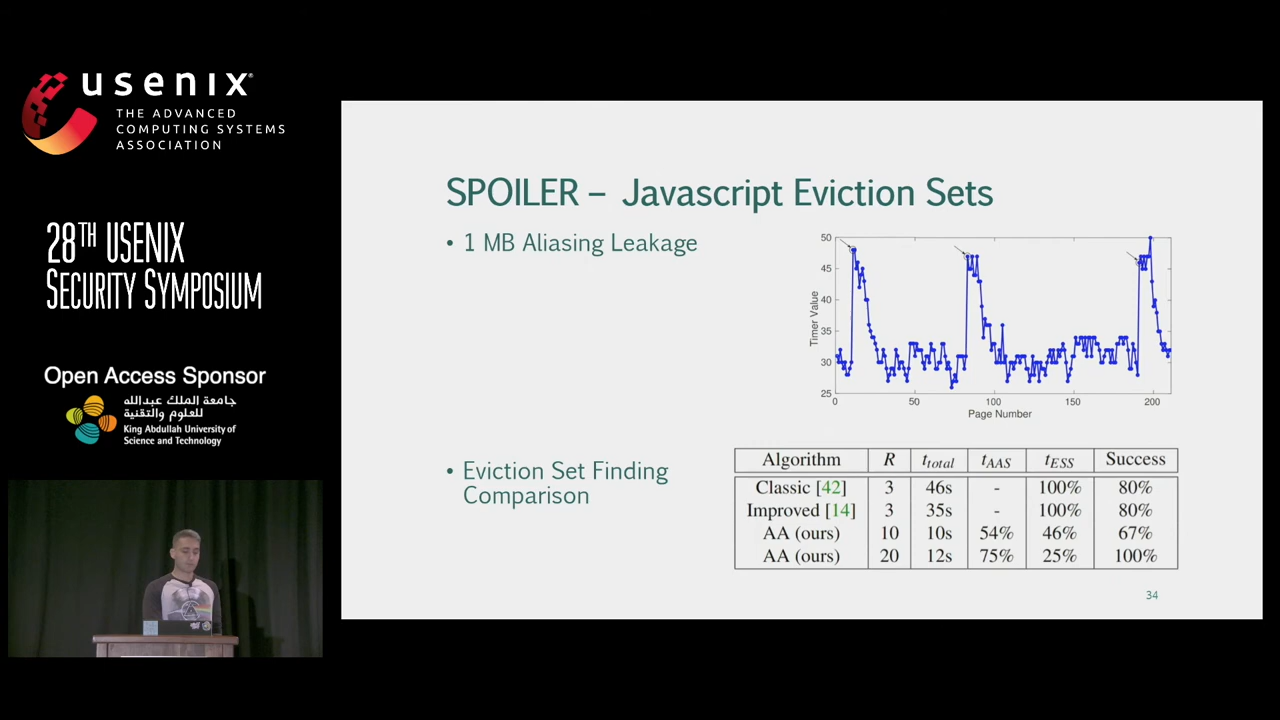 usenix
THE ADVANCED
COMPUTING SYSTEMS
ASSOCIATION
28TH USENIX
SECURITY SYMPOSIUM
Open Access Sponsor
جامعة الملك عبدالله
للعلوم والتقنية
King Abdullah University of
Science and Technology
SPOILER – Javascript Eviction Sets
• 1 MB Aliasing Leakage
50
45
40
35
30
25
Timer Value
0 50 100 150 200
Page Number
• Eviction Set Finding
Comparison
Algorithm R t_total t_AAS t_ESS Success
Classic [42] 3 46s - 100% 80%
Improved [14] 3 35s - 100% 80%
AA (ours) 10 10s 54% 46% 67%
AA (ours) 20 12s 75% 25% 100%
34